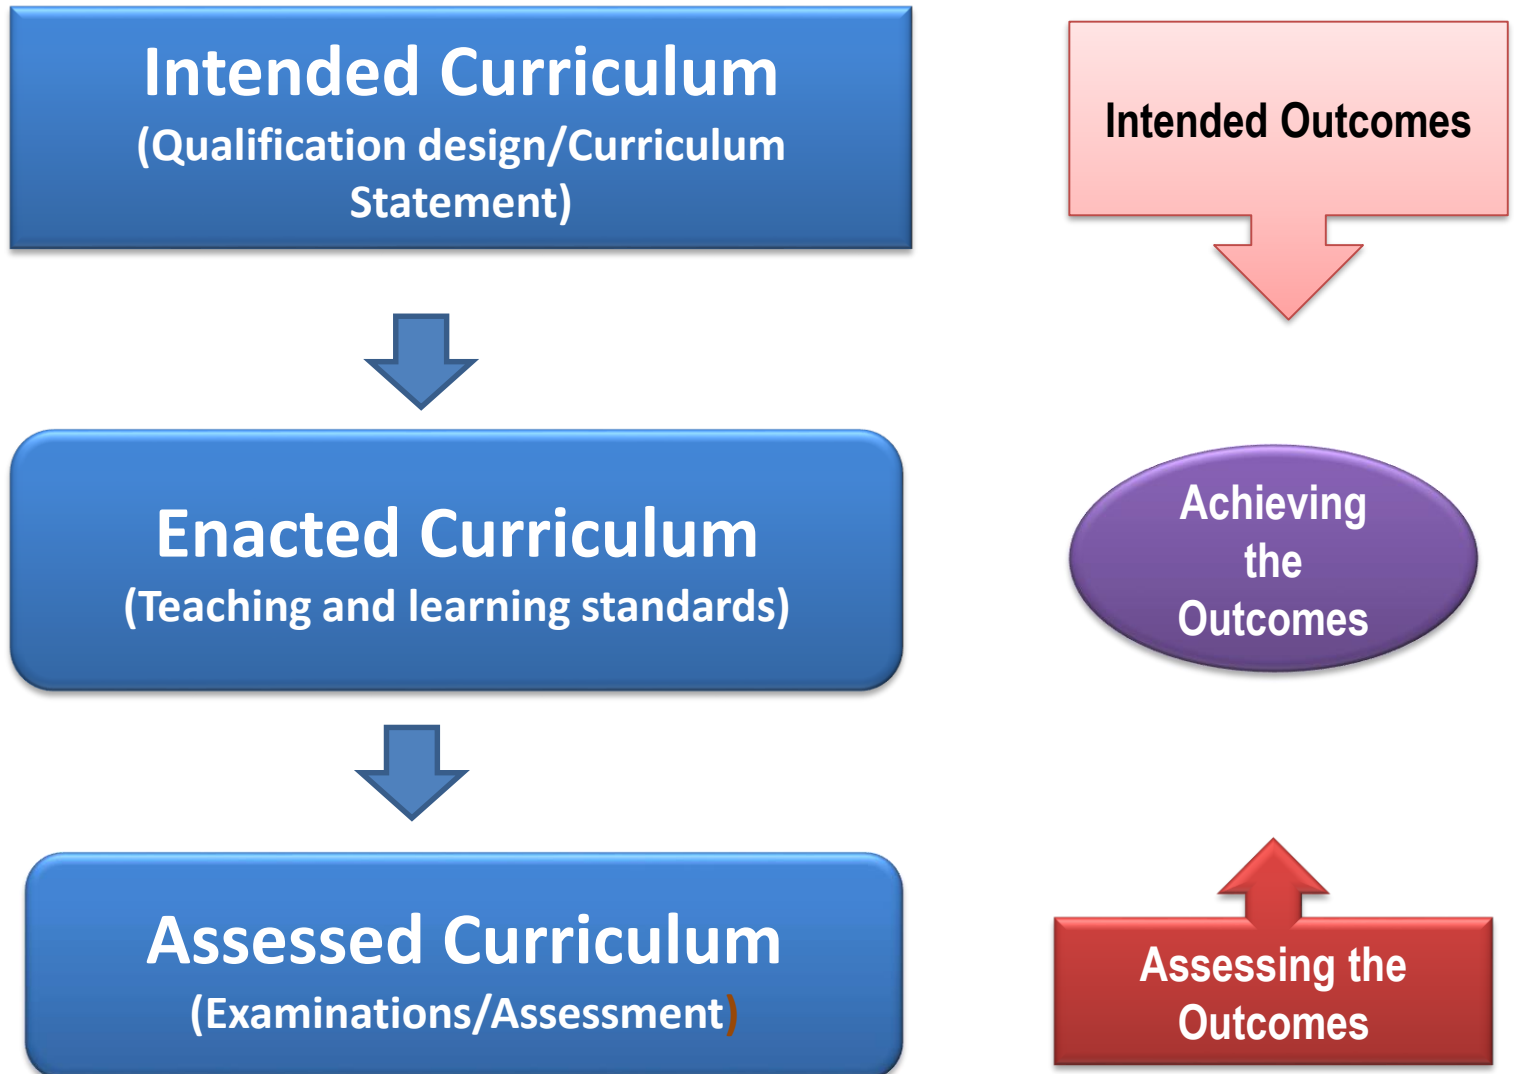 Intended Curriculum
(Qualification design/Curriculum
Statement)
Intended Outcomes
Enacted Curriculum
(Teaching and learning standards)
Achieving
the
Outcomes
Assessed Curriculum
(Examinations/Assessment)
Assessing the
Outcomes